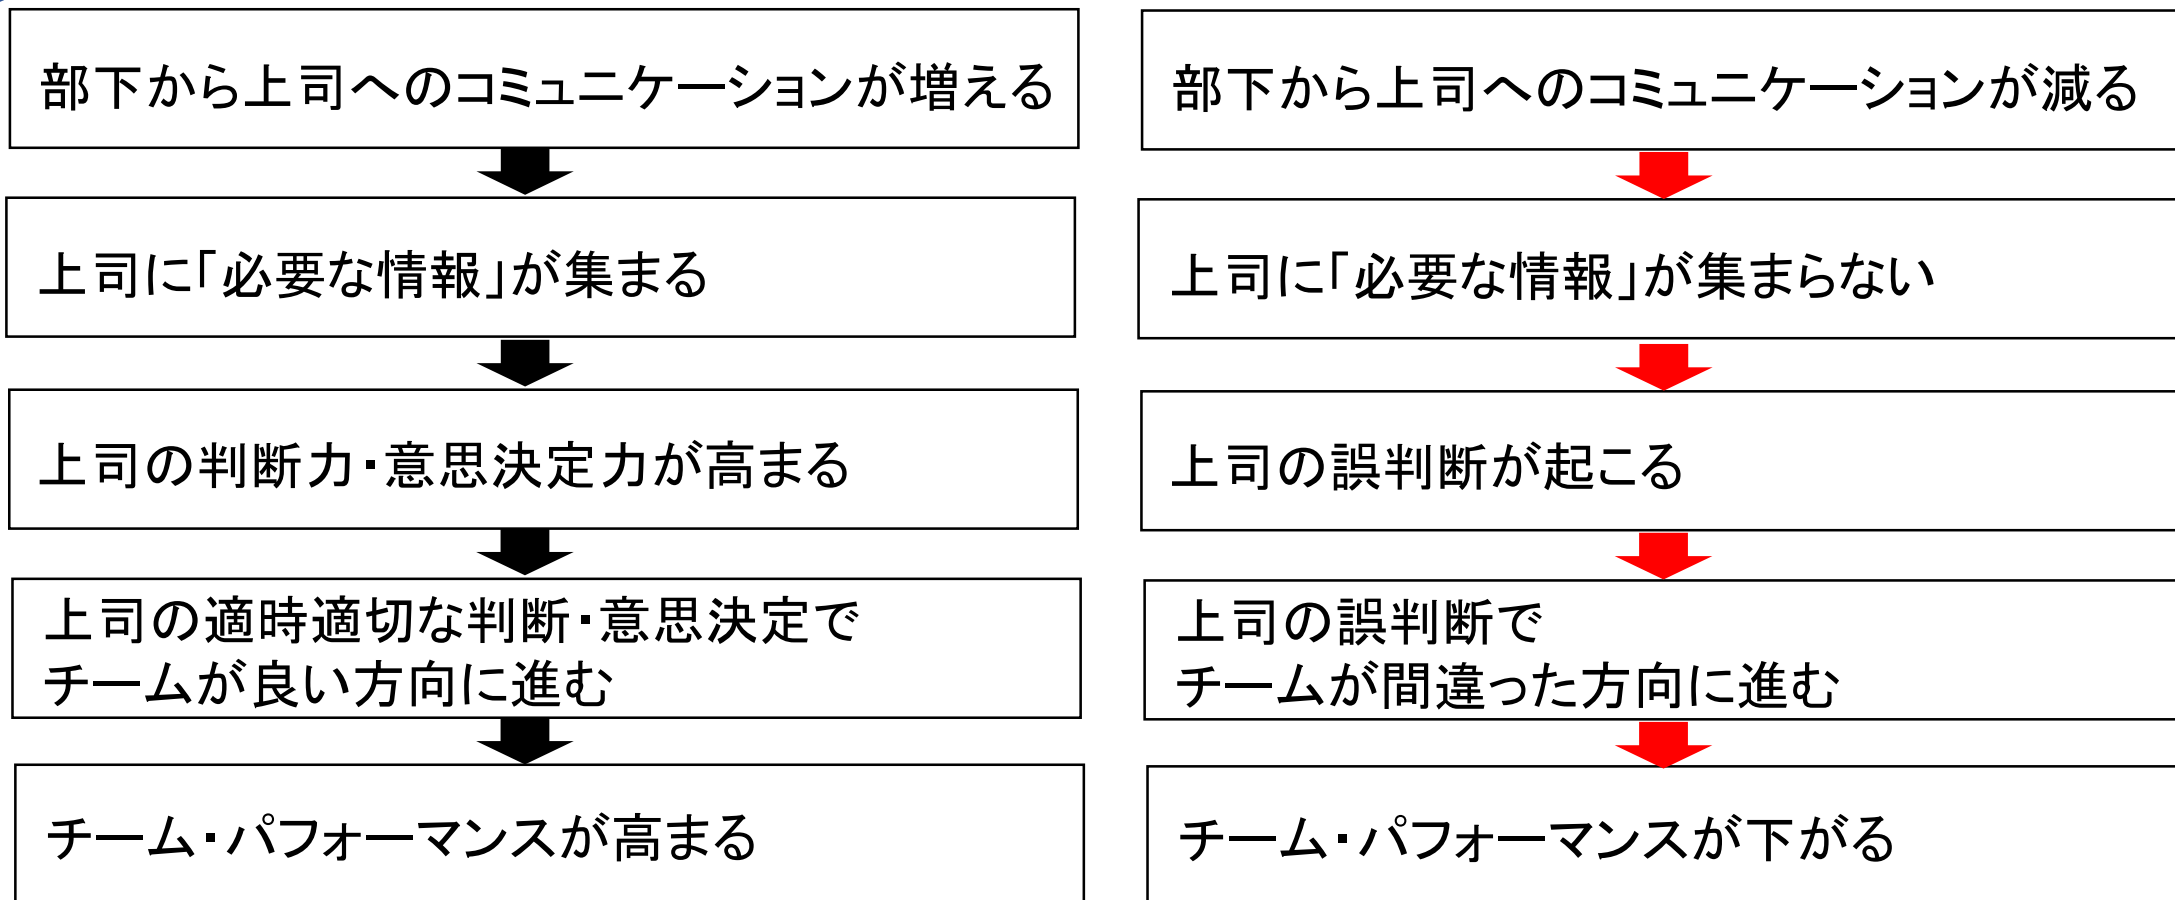 部下から上司へのコミュニケーションが増える
上司に「必要な情報」が集まる
上司の判断力・意思決定力が高まる
上司の適時適切な判断・意思決定で
チームが良い方向に進む
チーム・パフォーマンスが高まる
部下から上司へのコミュニケーションが減る
上司に「必要な情報」が集まらない
上司の誤判断が起こる
上司の誤判断で
チームが間違った方向に進む
チーム・パフォーマンスが下がる